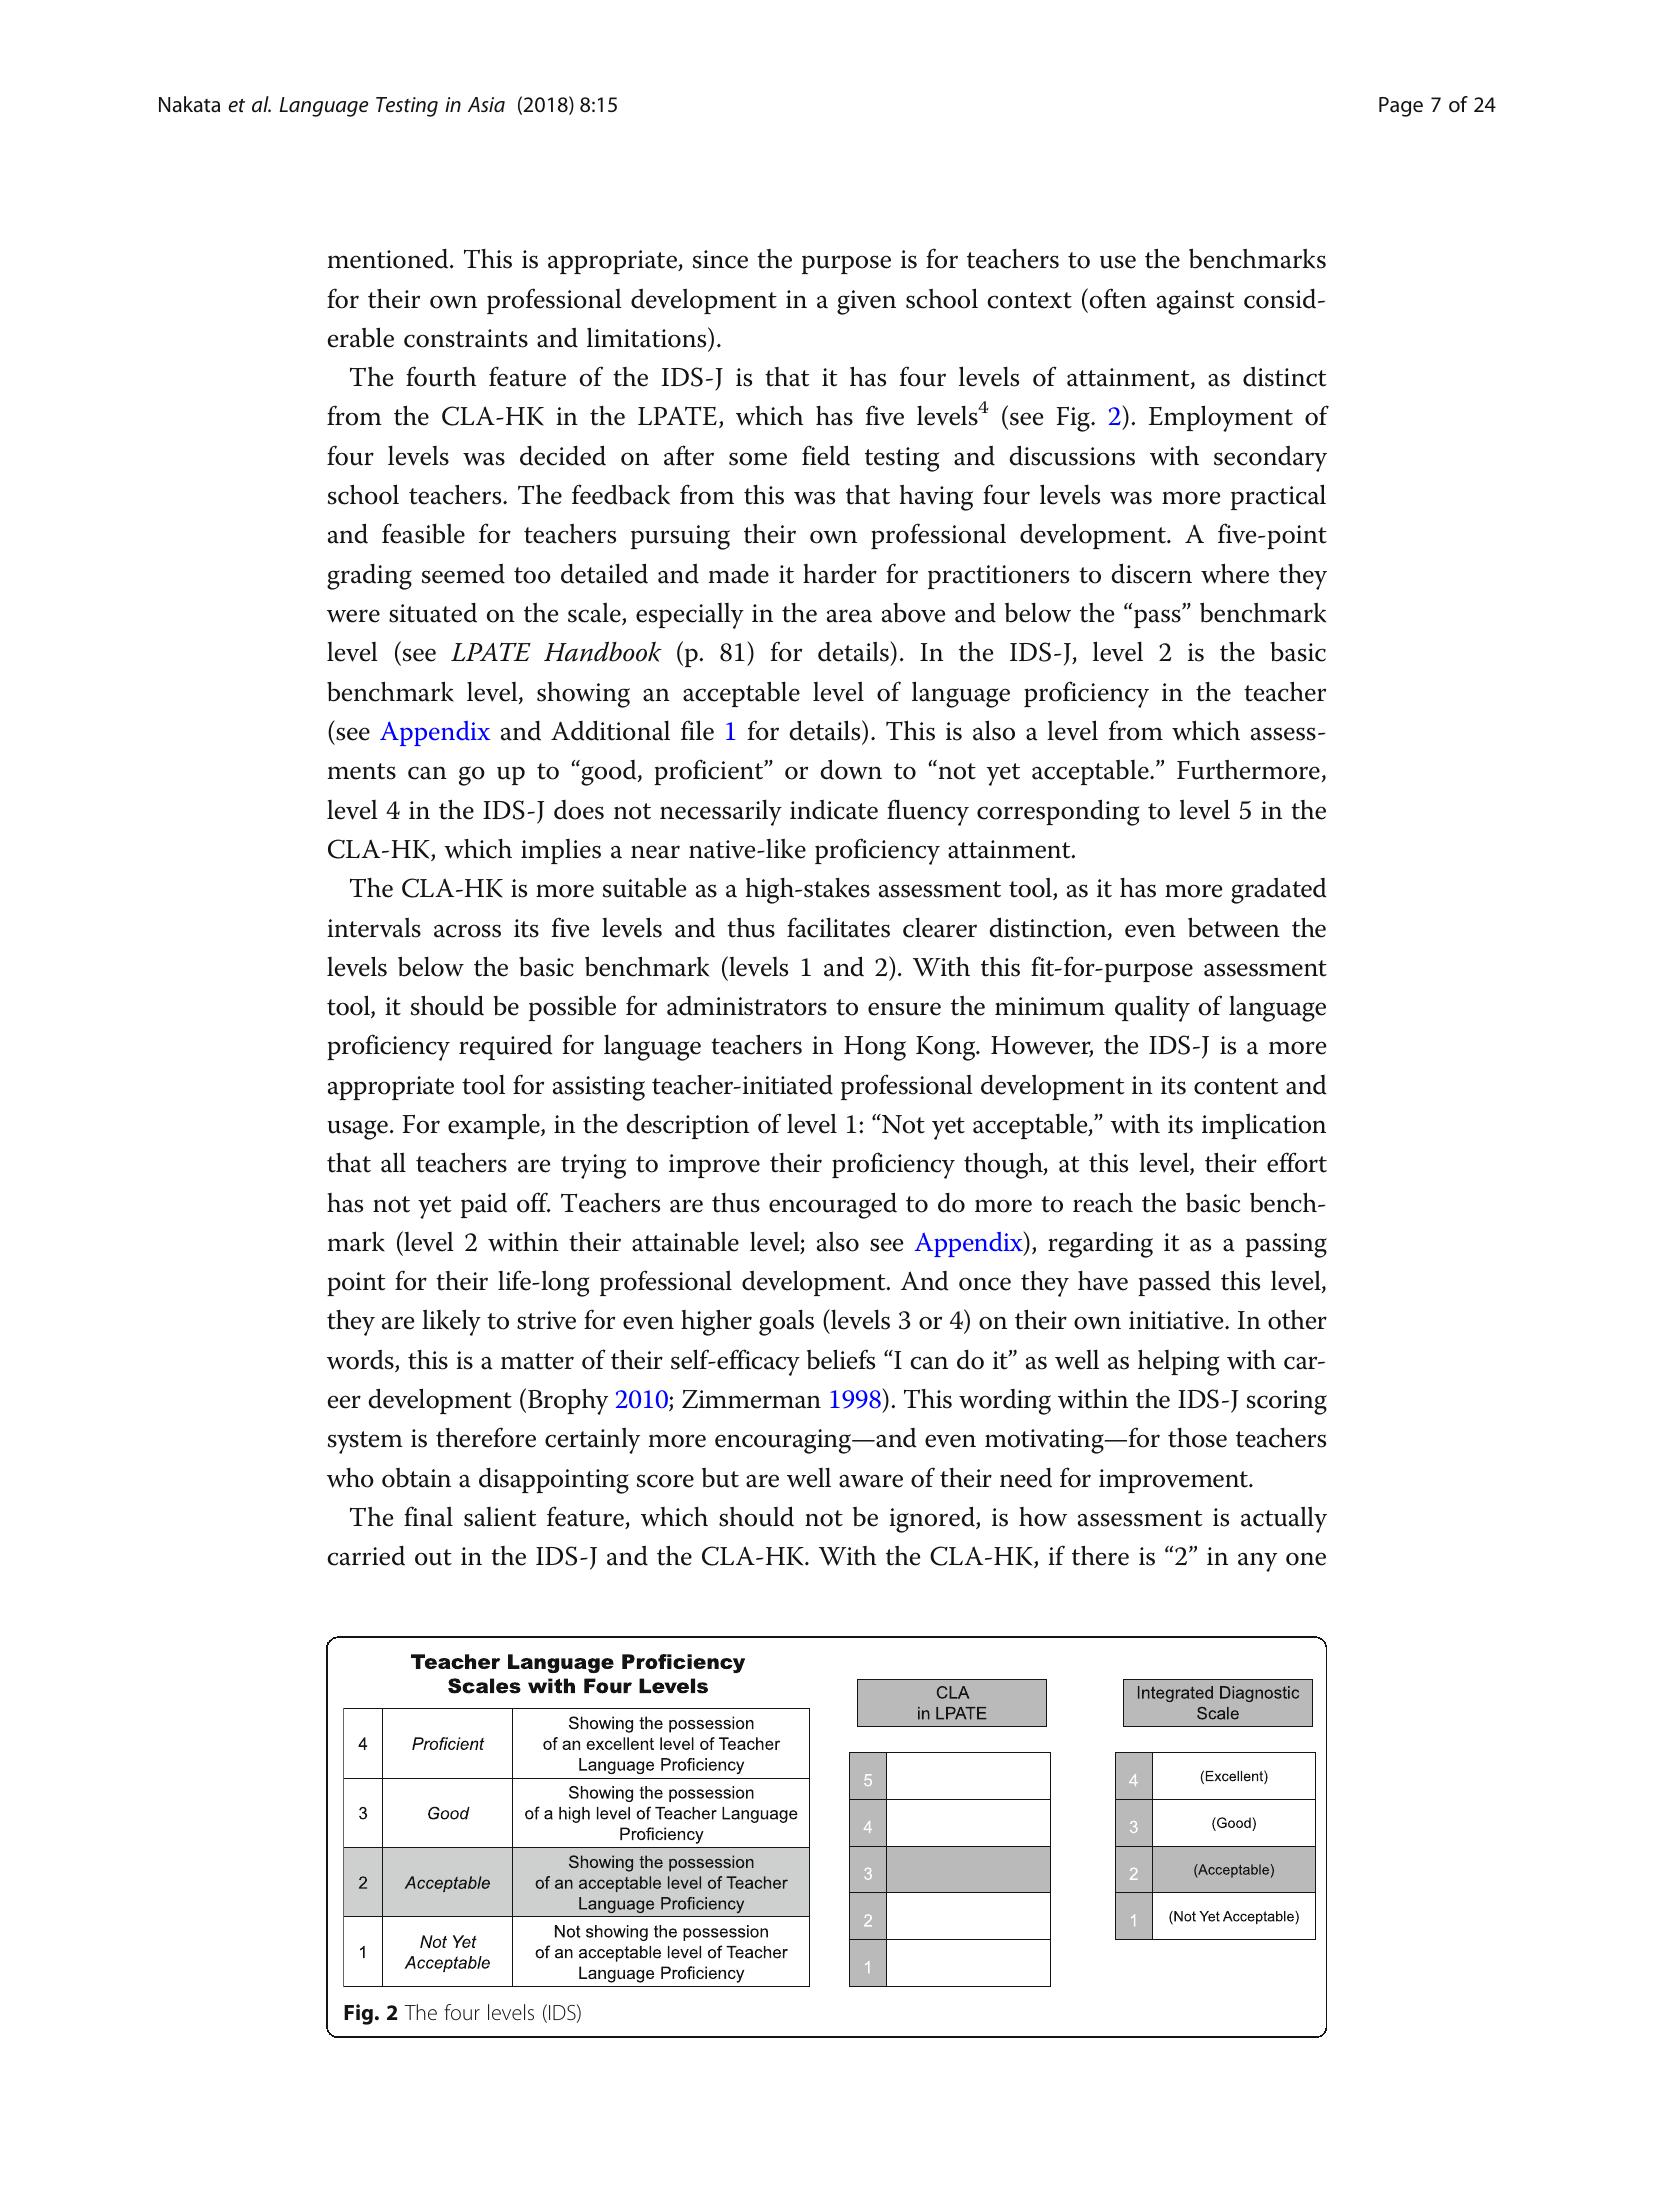 Nakata et al. Language Testing in Asia (2018) 8:15
Page 7 of 24
mentioned. This is appropriate, since the purpose is for teachers to use the benchmarks
for their own professional development in a given school context (often against consid-
erable constraints and limitations).
The fourth feature of the IDS-J is that it has four levels of attainment, as distinct
from the CLA-HK in the LPATE, which has five levels4 (see Fig. 2). Employment of
four levels was decided on after some field testing and discussions with secondary
school teachers. The feedback from this was that having four levels was more practical
and feasible for teachers pursuing their own professional development. A five-point
grading seemed too detailed and made it harder for practitioners to discern where they
were situated on the scale, especially in the area above and below the “pass” benchmark
level (see LPATE Handbook (p. 81) for details). In the IDS-J, level 2 is the basic
benchmark level, showing an acceptable level of language proficiency in the teacher
(see Appendix and Additional file 1 for details). This is also a level from which assess-
ments can go up to “good, proficient” or down to “not yet acceptable.” Furthermore,
level 4 in the IDS-J does not necessarily indicate fluency corresponding to level 5 in the
CLA-HK, which implies a near native-like proficiency attainment.
The CLA-HK is more suitable as a high-stakes assessment tool, as it has more gradated
intervals across its five levels and thus facilitates clearer distinction, even between the
levels below the basic benchmark (levels 1 and 2). With this fit-for-purpose assessment
tool, it should be possible for administrators to ensure the minimum quality of language
proficiency required for language teachers in Hong Kong. However, the IDS-J is a more
appropriate tool for assisting teacher-initiated professional development in its content and
usage. For example, in the description of level 1: “Not yet acceptable,” with its implication
that all teachers are trying to improve their proficiency though, at this level, their effort
has not yet paid off. Teachers are thus encouraged to do more to reach the basic bench-
mark (level 2 within their attainable level; also see Appendix), regarding it as a passing
point for their life-long professional development. And once they have passed this level,
they are likely to strive for even higher goals (levels 3 or 4) on their own initiative. In other
words, this is a matter of their self-efficacy beliefs “I can do it” as well as helping with car-
eer development (Brophy 2010; Zimmerman 1998). This wording within the IDS-J scoring
system is therefore certainly more encouraging—and even motivating—for those teachers
who obtain a disappointing score but are well aware of their need for improvement.
The final salient feature, which should not be ignored, is how assessment is actually
carried out in the IDS-J and the CLA-HK. With the CLA-HK, if there is “2” in any one
Teacher Language Proficiency
Scales with Four Levels
4
Proficient
Showing the possession
of an excellent level of Teacher
Language Proficiency
3
Good
Showing the possession
of a high level of Teacher Language
Proficiency
2
Acceptable
Showing the possession
of an acceptable level of Teacher
Language Proficiency
1
Not Yet
Acceptable
Not showing the possession
of an acceptable level of Teacher
Language Proficiency
CLA
in LPATE
5
4
3
2
1
Integrated Diagnostic
Scale
4
(Excellent)
3
(Good)
2
(Acceptable)
1
(Not Yet Acceptable)
Fig. 2 The four levels (IDS)